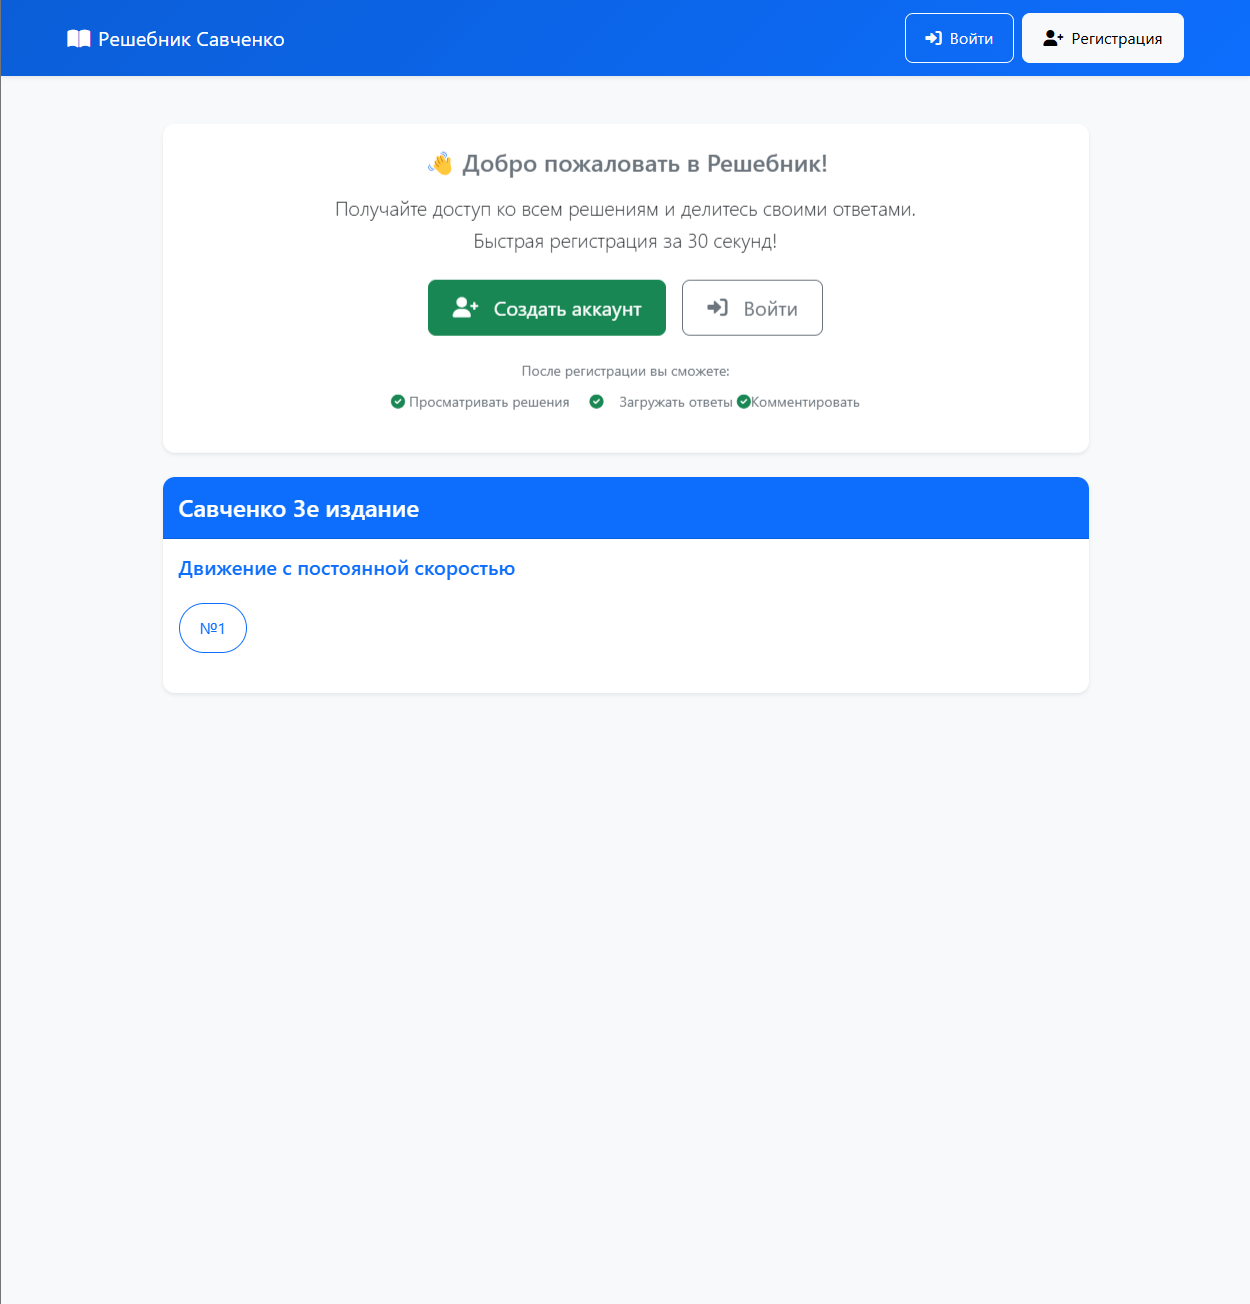 Решебник Савченко
Войти
Регистрация
Добро пожаловать в Решебник!
Получайте доступ ко всем решениям и делитесь своими ответами.
Быстрая регистрация за 30 секунд!
Создать аккаунт
Войти
После регистрации вы сможете:
Просматривать решения Загружать ответы Комментировать
Савченко 3е издание
Движение с постоянной скоростью
№1